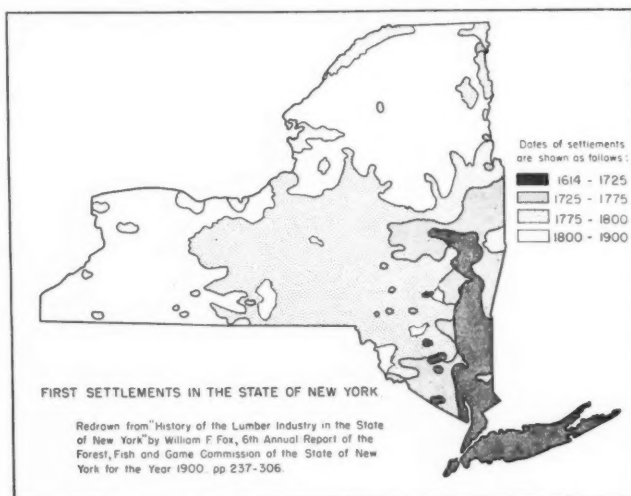 Dates of settlements
are shown as follows:
1614 - 1725
1725 - 1775
1775 - 1800
1800 - 1900
FIRST SETTLEMENTS IN THE STATE OF NEW YORK
Redrawn from "History of the Lumber Industry in the State
of New York" by William F. Fox, 6th Annual Report of the
Forest, Fish and Game Commission of the State of New
York for the Year 1900. pp. 237-306.